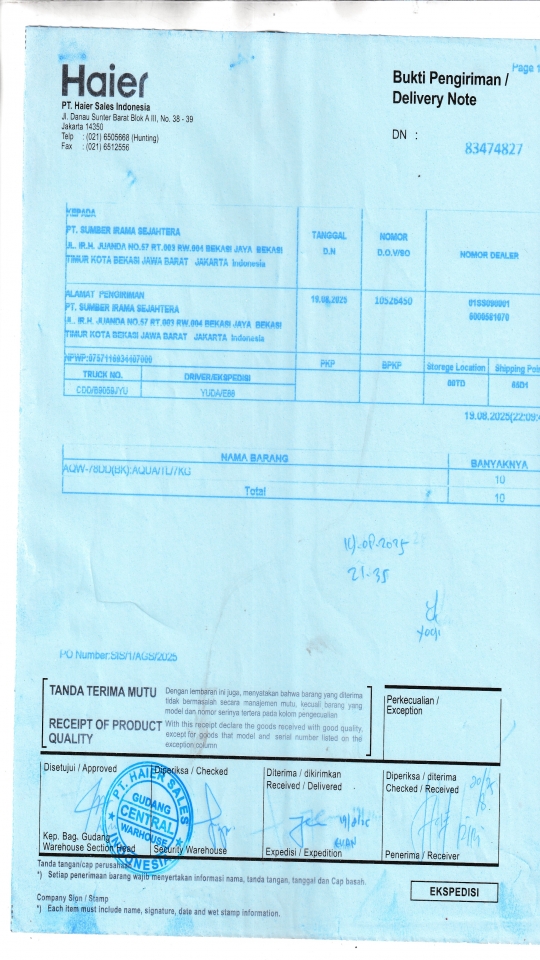 Haier
PT. Haier Sales Indonesia
Jl. Danau Sunter Barat Blok A III, No. 38 - 39
Jakarta 14350
Telp : (021) 6505668 (Hunting)
Fax : (021) 6512556
Page 1
Bukti Pengiriman /
Delivery Note
DN :
83474827
KEPADA
PT. SUMBER IRAMA SEJAHTERA
JL. IR.H. JUANDA NO.57 RT.003 RW.004 BEKASI JAYA BEKASI
TIMUR KOTA BEKASI JAWA BARAT JAKARTA Indonesia
TANGGAL
D.N
NOMOR
D.O.V/SO
NOMOR DEALER
ALAMAT PENGIRIMAN
PT. SUMBER IRAMA SEJAHTERA
JL. IR.H. JUANDA NO.57 RT.003 RW.004 BEKASI JAYA BEKASI
TIMUR KOTA BEKASI JAWA BARAT JAKARTA Indonesia
19.08.2025
10526450
PKP
BPKP
Storege Location
Shipping Poi
TRUCK NO.
DRIVER/EKSPEDISI
19.08.2025(22:09:
NAMA BARANG
BANYAKNYA
10
Total
10
21.35
Yogi
PO Number:SIS/1/AGS/2025
TANDA TERIMA MUTU
Dengan lembaran ini juga, menyatakan bahwa barang yang diterima
tidak bermasalah secara manajemen mutu, kecuali barang yang
model dan nomor serinya tertera pada kolom pengecualian
RECEIPT OF PRODUCT
QUALITY
With this receipt declare the goods received with good quality,
except for goods that model and serial number listed on the
exception column
Perkecualian /
Exception
Disetujui / Approved
Diperiksa / Checked
Diterima / dikirimkan
Received / Delivered
Diperiksa / diterima
Checked / Received
PT. HAIER SALES
GUDANG
CENTRAL
WAREHOUSE
INDONESIA
Kep. Bag. Gudang
Warehouse Section Head
Security Warehouse
Expedisi / Expedition
Penerima / Receiver
Tanda tangan/cap perusahaan
*) Setiap penerimaan barang wajib menyertakan informasi nama, tanda tangan, tanggal dan Cap basah.
EKSPEDISI
Company Sign / Stamp
*) Each item must include name, signature, date and wet stamp information.